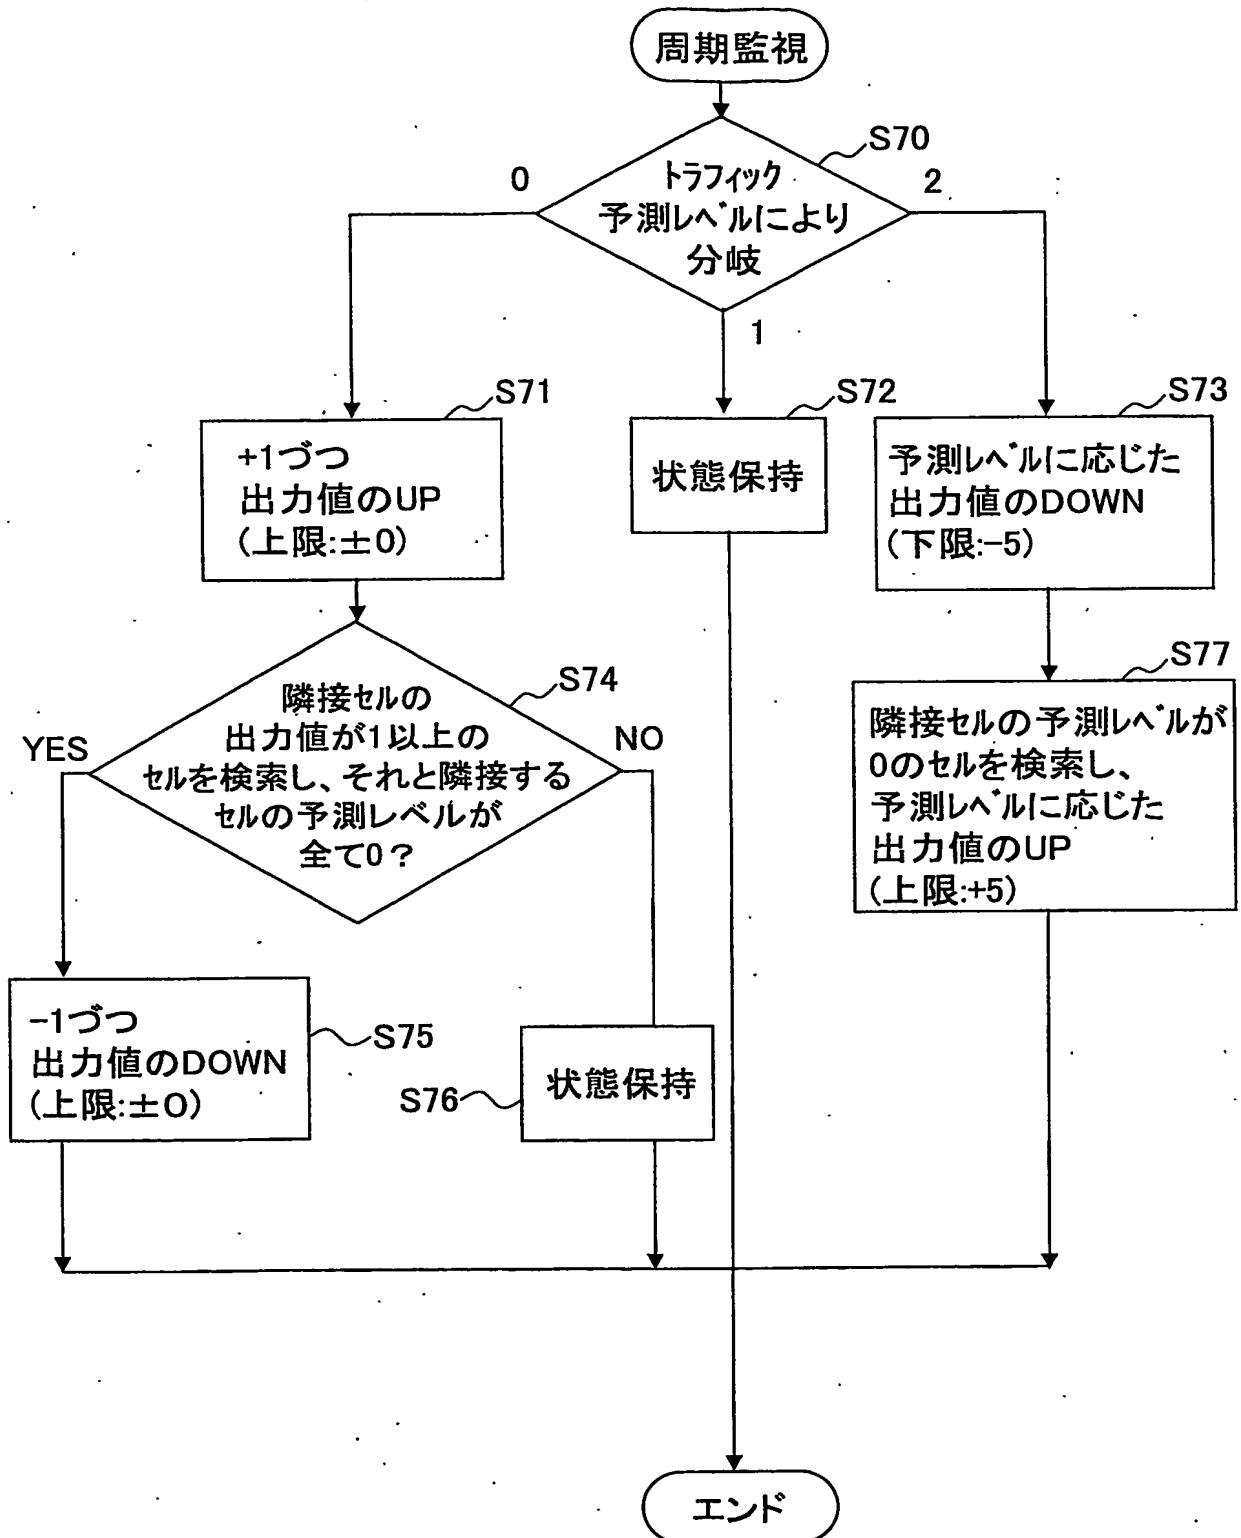 周期監視
S70
トラフィック
予測レベルにより
分岐
0
2
1
S71
+1づつ
出力値のUP
(上限:±0)
S72
状態保持
S73
予測レベルに応じた
出力値のDOWN
(下限:-5)
S74
隣接セルの
出力値が1以上の
セルを検索し、それと隣接する
セルの予測レベルが
全て0？
YES
NO
S77
隣接セルの予測レベルが
0のセルを検索し、
予測レベルに応じた
出力値のUP
(上限:+5)
-1づつ
出力値のDOWN
(上限:±0)
S75
S76
状態保持
エンド